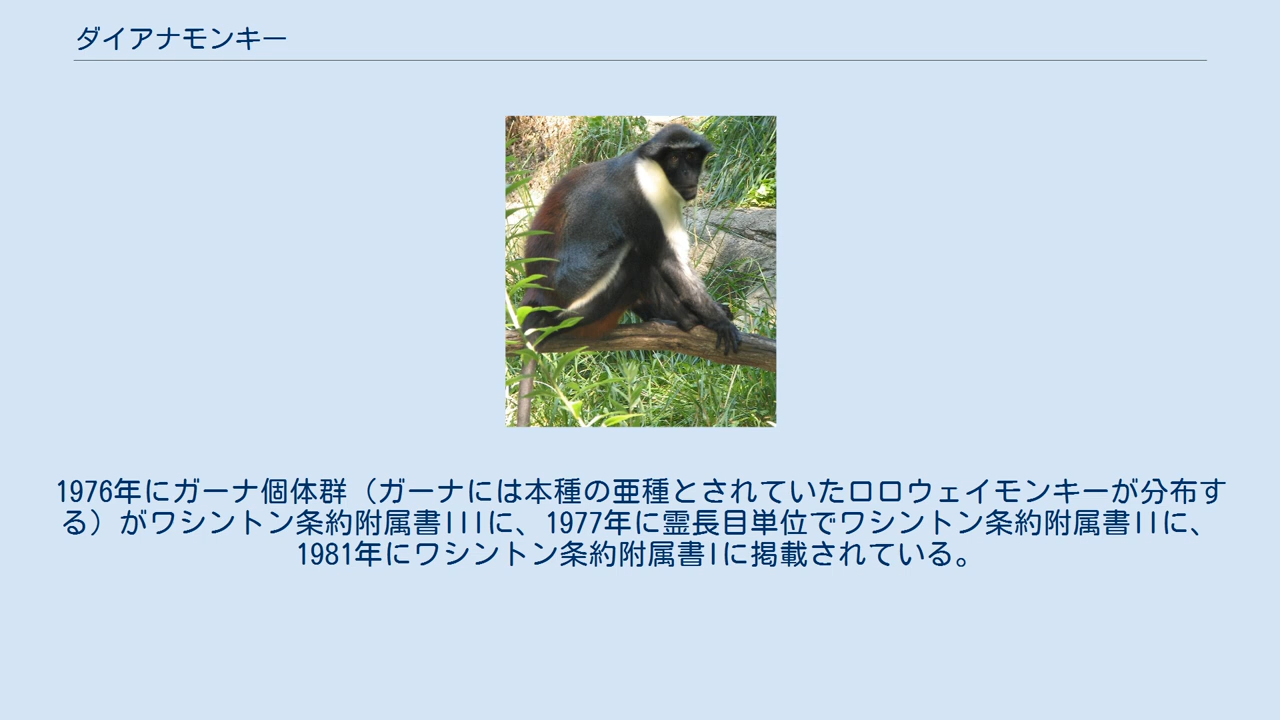 ダイアナモンキー
1976年にガーナ個体群（ガーナには本種の亜種とされていたロロウェイモンキーが分布す
る）がワシントン条約附属書IIIに、1977年に霊長目単位でワシントン条約附属書IIに、
1981年にワシントン条約附属書Iに掲載されている。